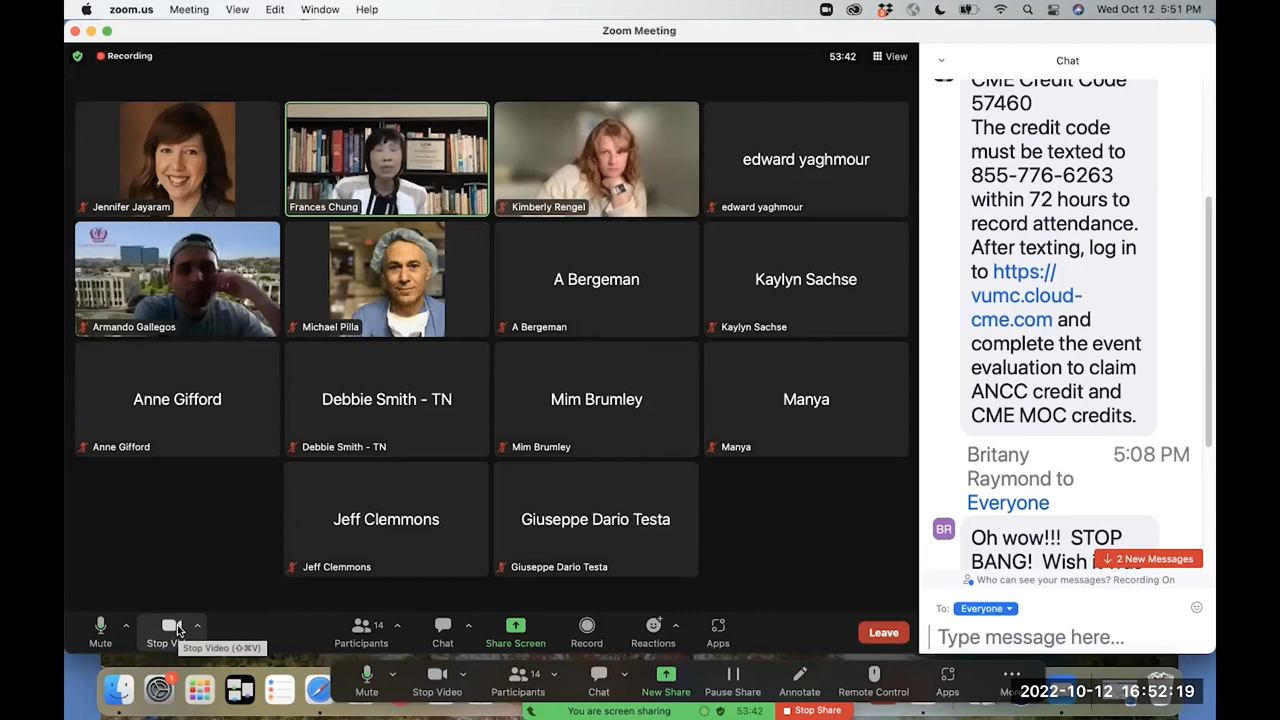 zoom.us Meeting View Edit Window Help Wed Oct 12 5:51 PM
Zoom Meeting
Recording 53:42 View
Jennifer Jayaram
Frances Chung
Kimberly Rengel
edward yaghmour
edward yaghmour
Armando Gallegos
Michael Pilla
A Bergeman
A Bergeman
Kaylyn Sachse
Kaylyn Sachse
Anne Gifford
Anne Gifford
Debbie Smith - TN
Debbie Smith - TN
Mim Brumley
Mim Brumley
Manya
Manya
Jeff Clemmons
Jeff Clemmons
Giuseppe Dario Testa
Giuseppe Dario Testa
Chat
CME Credit Code
57460
The credit code
must be texted to
855-776-6263
within 72 hours to
record attendance.
After texting, log in
to https://
vumc.cloud-
cme.com and
complete the event
evaluation to claim
ANCC credit and
CME MOC credits.
Britany 5:08 PM
Raymond to
Everyone
BR
Oh wow!!! STOP
BANG! Wish
2 New Messages
Who can see your messages? Recording On
To: Everyone
Type message here...
14
Mute Stop Participants Chat Share Screen Record Reactions Apps Leave
Stop Video (⇧⌘V)
1
14
Mute Stop Video Participants Chat New Share Pause Share Annotate Remote Control Apps
2022-10-12 16:52:19
You are screen sharing 53:42 Stop Share